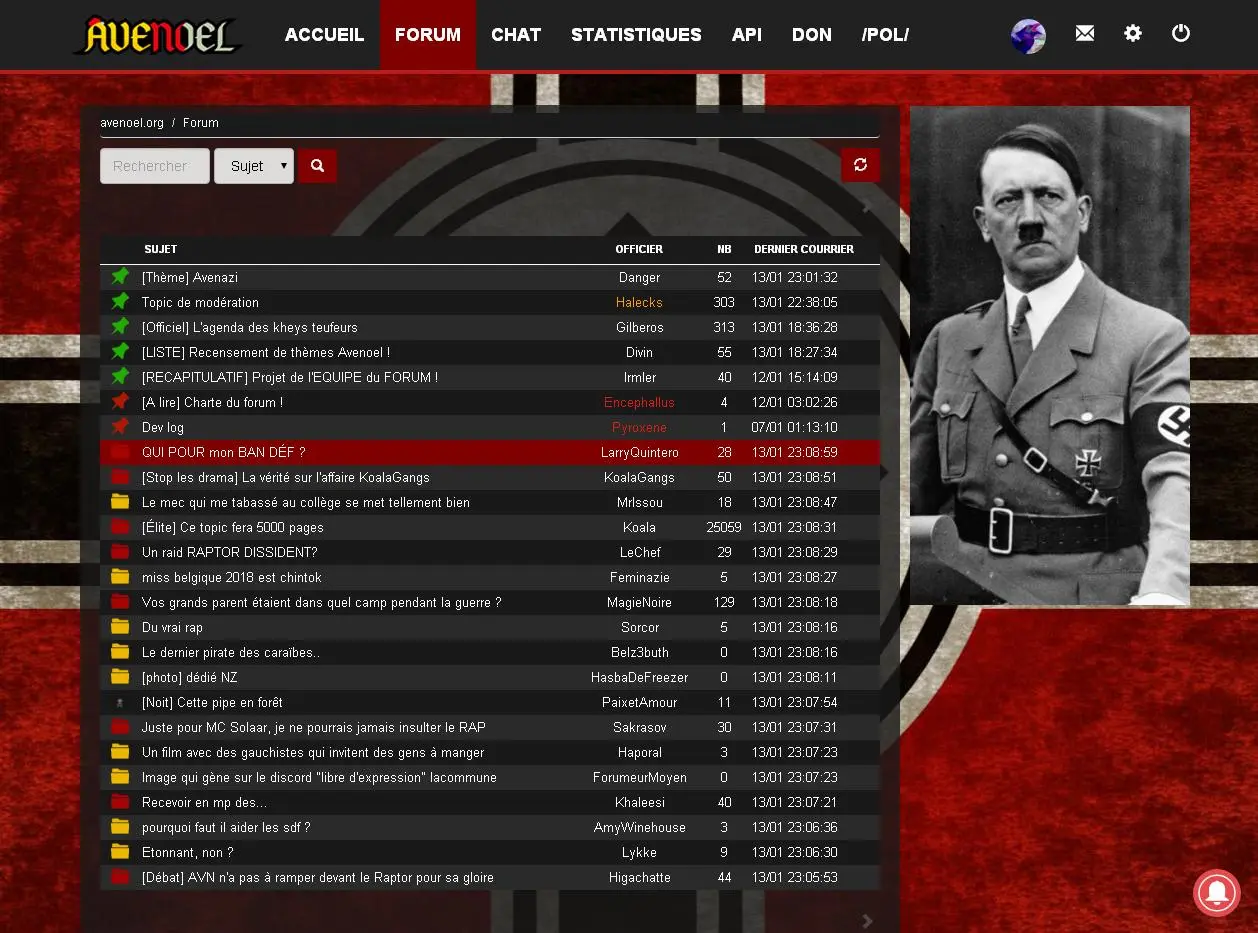 AVENOEL ACCUEIL FORUM CHAT STATISTIQUES API DON /POL/
avenoel.org / Forum
Rechercher Sujet
SUJET OFFICIER NB DERNIER COURRIER
[Thème] Avenazi Danger 52 13/01 23:01:32
Topic de modération Halecks 303 13/01 22:38:05
[Officiel] L'agenda des kheys teufeurs Gilberos 313 13/01 18:36:28
[LISTE] Recensement de thèmes Avenoel ! Divin 55 13/01 18:27:34
[RECAPITULATIF] Projet de l'EQUIPE du FORUM ! Irmler 40 12/01 15:14:09
[A lire] Charte du forum ! Encephallus 4 12/01 03:02:26
Dev log Pyroxene 1 07/01 01:13:10
QUI POUR mon BAN DÉF ? LarryQuintero 28 13/01 23:08:59
[Stop les drama] La vérité sur l'affaire KoalaGangs KoalaGangs 50 13/01 23:08:51
Le mec qui me tabassé au collège se met tellement bien MrIssou 18 13/01 23:08:47
[Élite] Ce topic fera 5000 pages Koala 25059 13/01 23:08:31
Un raid RAPTOR DISSIDENT? LeChef 29 13/01 23:08:29
miss belgique 2018 est chintok Feminazie 5 13/01 23:08:27
Vos grands parent étaient dans quel camp pendant la guerre ? MagieNoire 129 13/01 23:08:18
Du vrai rap Sorcor 5 13/01 23:08:16
Le dernier pirate des caraïbes.. Belz3buth 0 13/01 23:08:16
[photo] dédié NZ HasbaDeFreezer 0 13/01 23:08:11
[Noit] Cette pipe en forêt PaixetAmour 11 13/01 23:07:54
Juste pour MC Solaar, je ne pourrais jamais insulter le RAP Sakrasov 30 13/01 23:07:31
Un film avec des gauchistes qui invitent des gens à manger Haporal 3 13/01 23:07:23
Image qui gène sur le discord "libre d'expression" lacommune ForumeurMoyen 0 13/01 23:07:23
Recevoir en mp des... Khaleesi 40 13/01 23:07:21
pourquoi faut il aider les sdf ? AmyWinehouse 3 13/01 23:06:36
Etonnant, non ? Lykke 9 13/01 23:06:30
[Débat] AVN n'a pas à ramper devant le Raptor pour sa gloire Higachatte 44 13/01 23:05:53